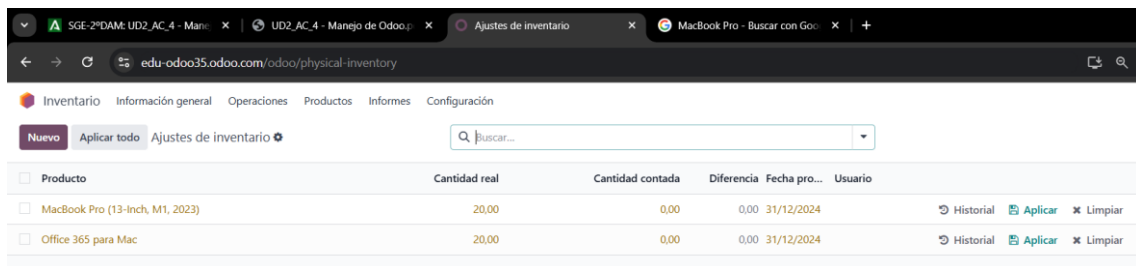 SGE-2ºDAM: UD2_AC_4 - Mane
UD2_AC_4 - Manejo de Odoo.p
Ajustes de inventario
MacBook Pro - Buscar con Goo
edu-odoo35.odoo.com/odoo/physical-inventory
Inventario Información general Operaciones Productos Informes Configuración
Nuevo Aplicar todo Ajustes de inventario Buscar...
Producto Cantidad real Cantidad contada Diferencia Fecha pro... Usuario
MacBook Pro (13-Inch, M1, 2023) 20,00 0,00 0,00 31/12/2024 Historial Aplicar Limpiar
Office 365 para Mac 20,00 0,00 0,00 31/12/2024 Historial Aplicar Limpiar